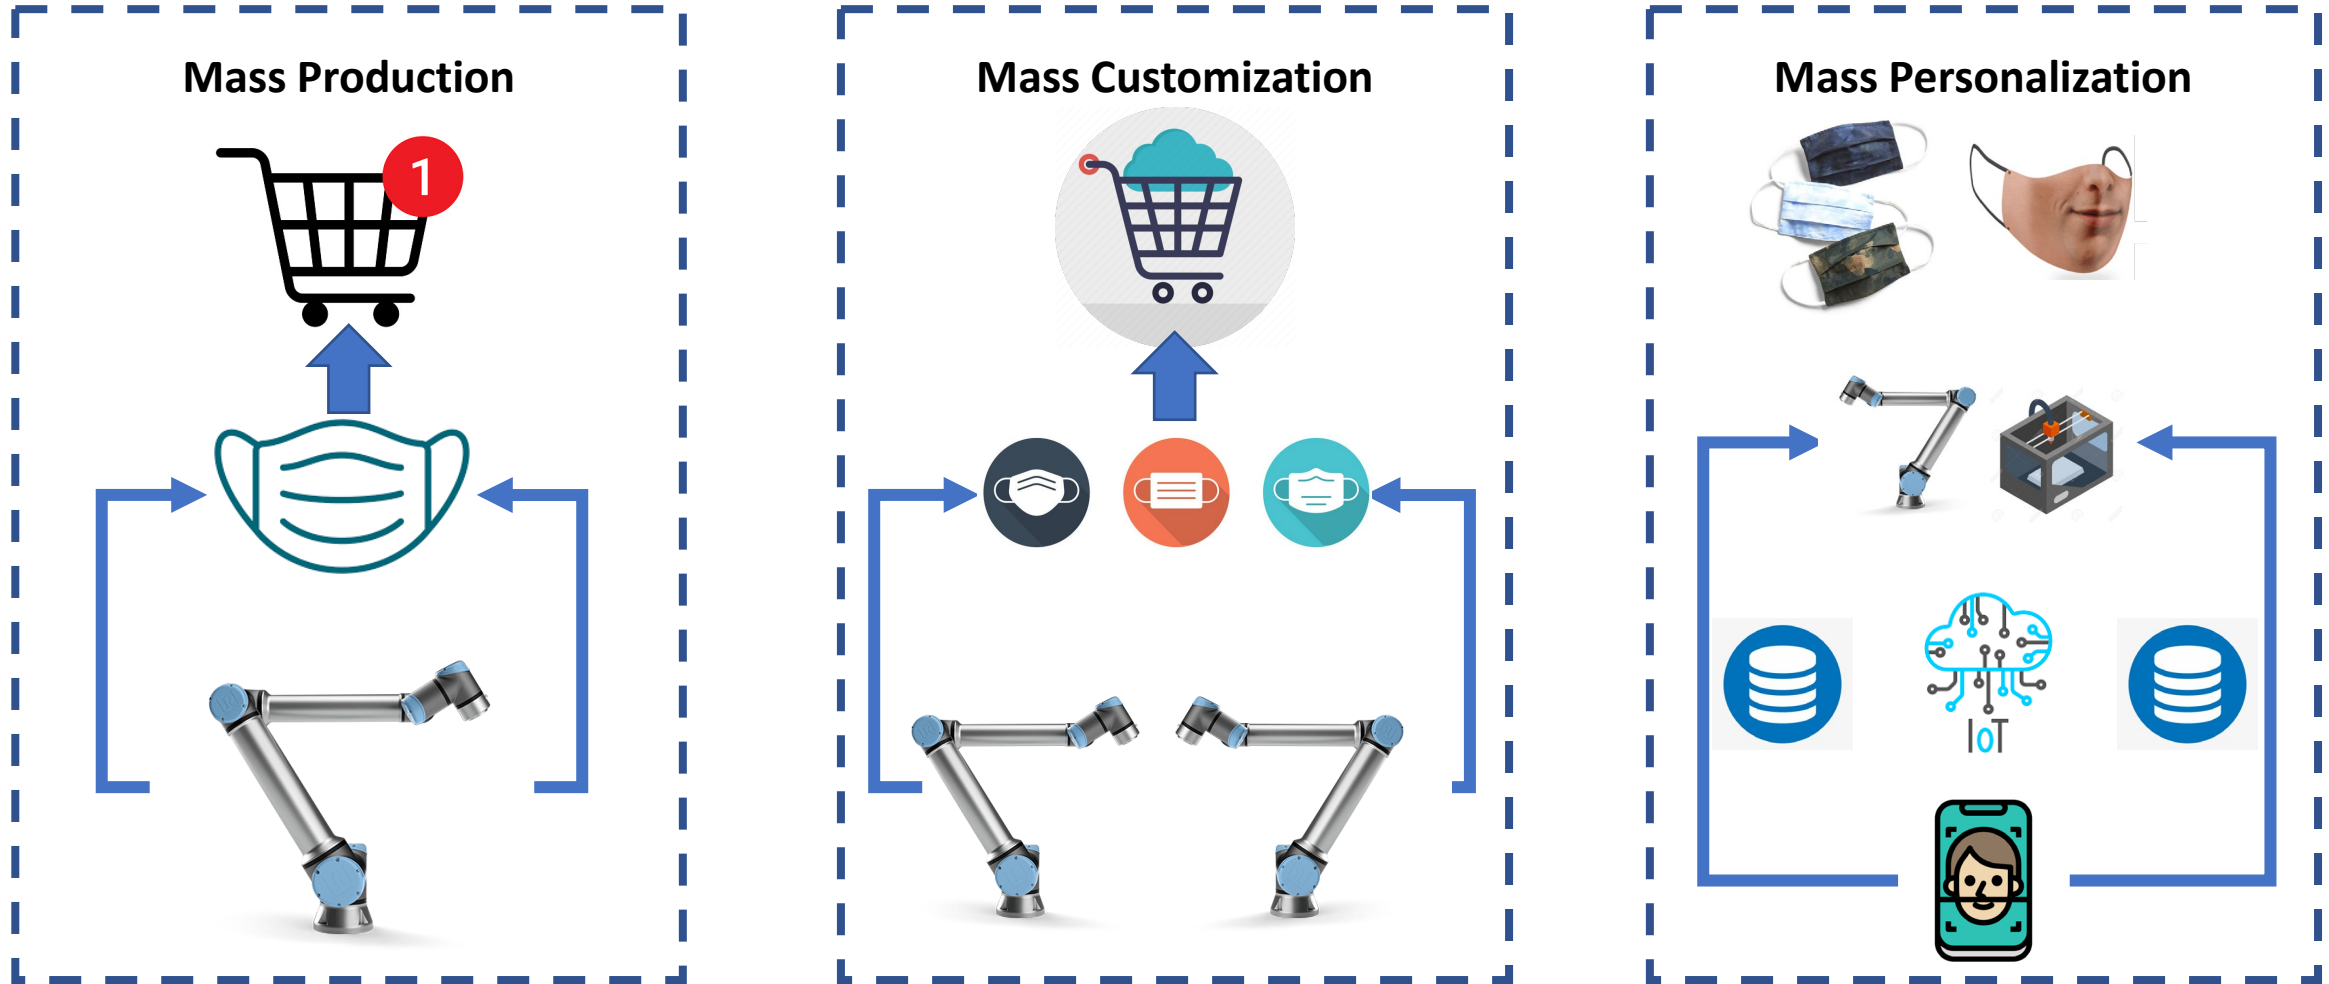 Mass Production
1
Mass Customization
Mass Personalization
IoT